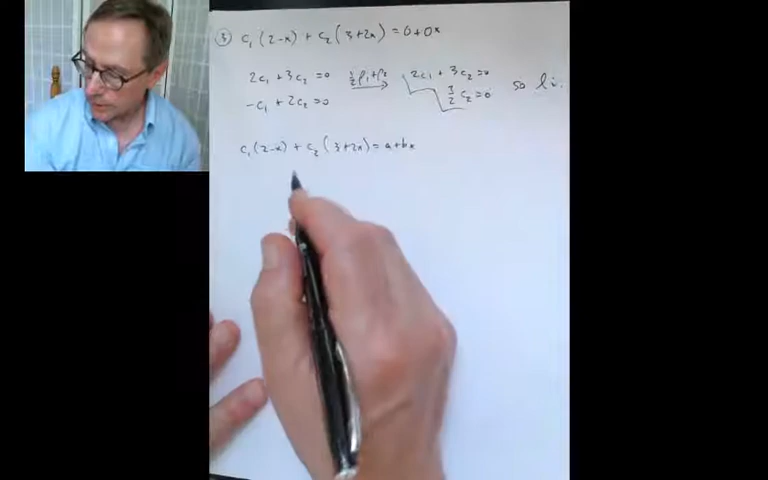 ③ c₁(2-x) + c₂(3+2x) = 0+0x
2c₁ + 3c₂ = 0 ½ρ₁+ρ₂ → 2c₁ + 3c₂ = 0 so l.i.
-c₁ + 2c₂ = 0 3/2 c₂ = 0
c₁(2-x) + c₂(3+2x) = a+bx